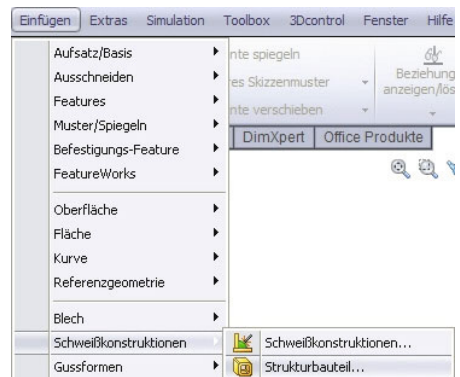 Einfügen Extras Simulation Toolbox 3Dcontrol Fenster Hilfe
Aufsatz/Basis
nte spiegeln
Ausschneiden
es Skizzenmuster
Beziehung
anzeigen/lös
Features
nte verschieben
Muster/Spiegeln
DimXpert Office Produkte
Befestigungs-Feature
FeatureWorks
Oberfläche
Fläche
Kurve
Referenzgeometrie
Blech
Schweißkonstruktionen
Schweißkonstruktionen...
Gussformen
Strukturbauteil...